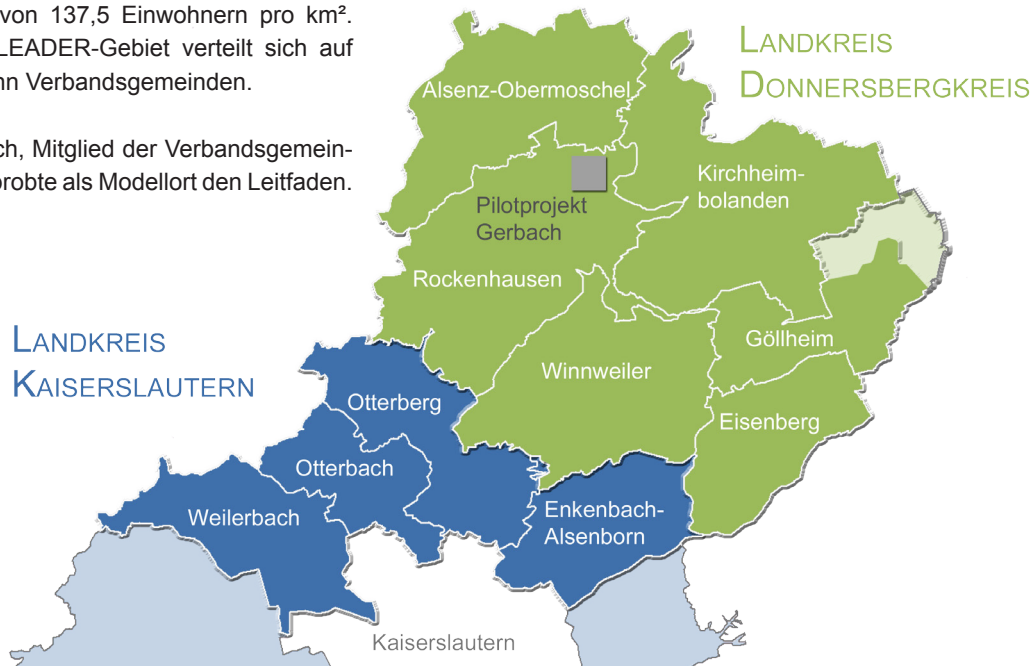 von 137,5 Einwohnern pro km².
LEADER-Gebiet verteilt sich auf
Verbandsgemeinden.
Mitglied der Verbandsgemein-
als Modellort den Leitfaden.
LANDKREIS
DONNERSBERGKREIS
Alsenz-Obermoschel
Kirchheim-
bolanden
Pilotprojekt
Gerbach
Rockenhausen
Göllheim
Winnweiler
Eisenberg
LANDKREIS
KAISERSLAUTERN
Otterberg
Otterbach
Weilerbach
Enkenbach-
Alsenborn
Kaiserslautern